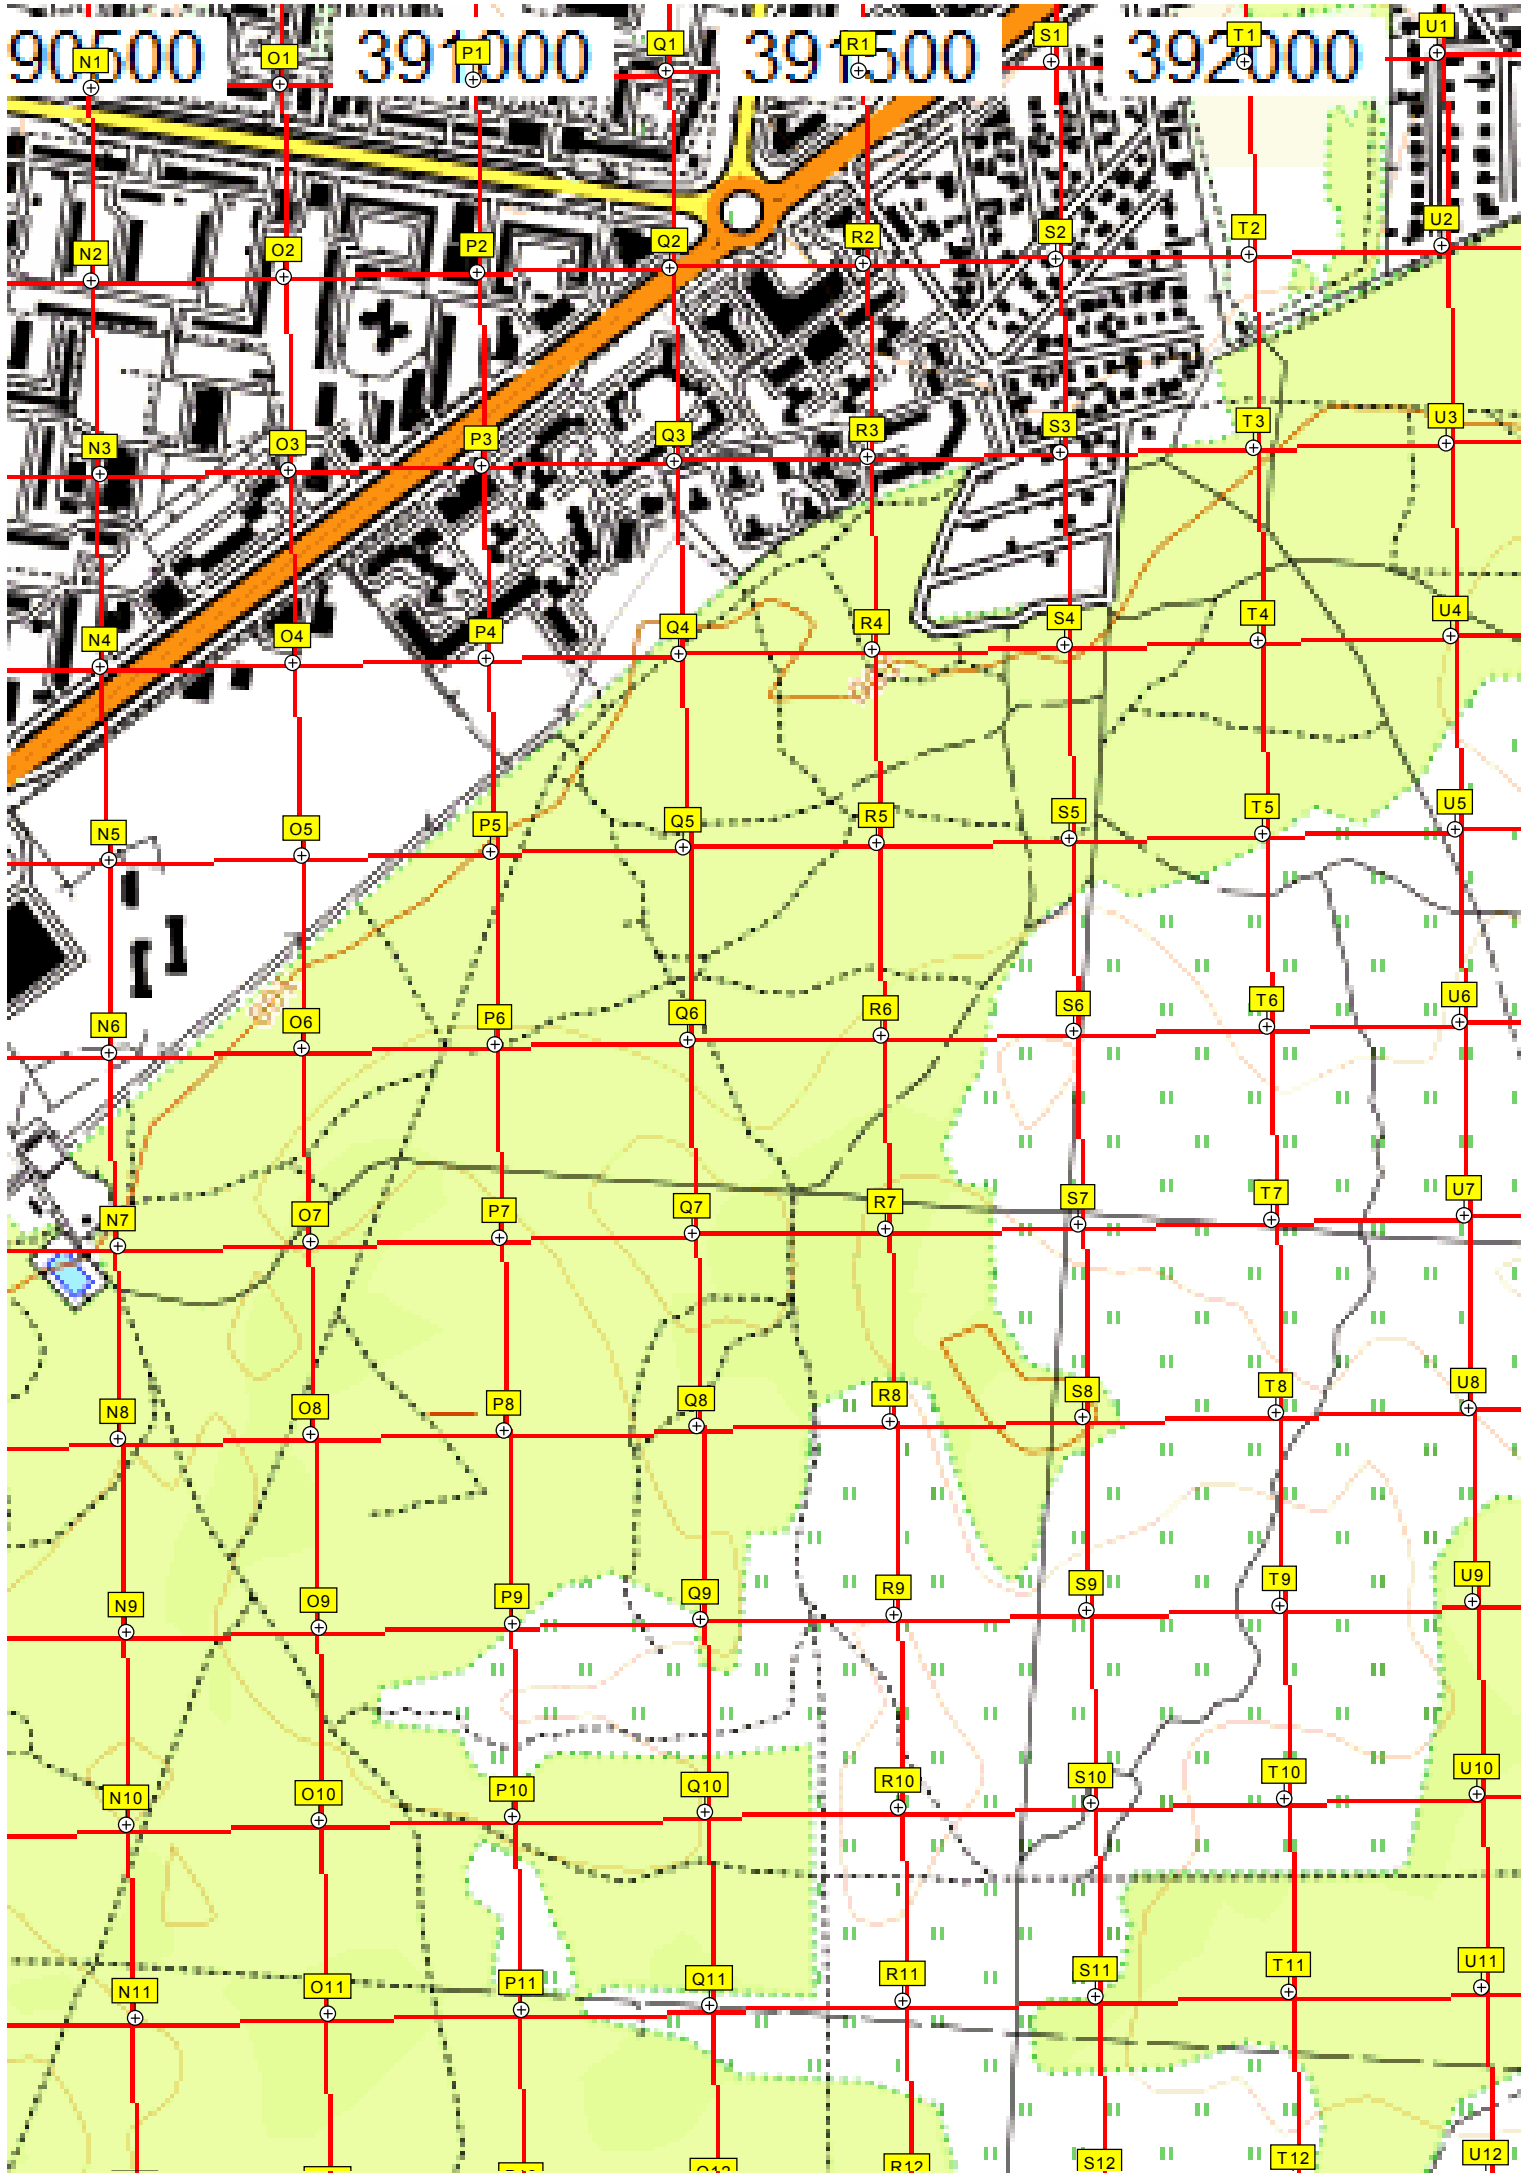 90500 391000 391500 392000
N1 O1 P1 Q1 R1 S1 T1 U1
N2 O2 P2 Q2 R2 S2 T2 U2
N3 O3 P3 Q3 R3 S3 T3 U3
N4 O4 P4 Q4 R4 S4 T4 U4
N5 O5 P5 Q5 R5 S5 T5 U5
N6 O6 P6 Q6 R6 S6 T6 U6
N7 O7 P7 Q7 R7 S7 T7 U7
N8 O8 P8 Q8 R8 S8 T8 U8
N9 O9 P9 Q9 R9 S9 T9 U9
N10 O10 P10 Q10 R10 S10 T10 U10
N11 O11 P11 Q11 R11 S11 T11 U11
R12 S12 T12 U12